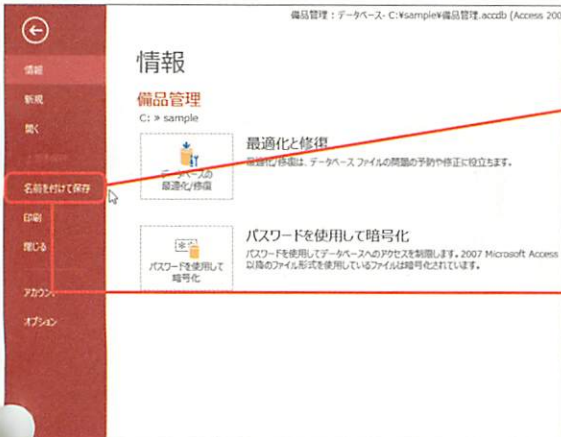 備品管理 : データベース- C:¥sample¥備品管理.accdb (Access 200
情報
情報
新規
備品管理
C: » sample
開く
最適化と修復
最適化/修復は、データベース ファイルの問題の予防や修正に役立ちます。
データベースの
最適化/修復
名前を付けて保存
印刷
閉じる
パスワードを使用して暗号化
パスワードを使用してデータベースへのアクセスを制限します。2007 Microsoft Access
以降のファイル形式を使用しているファイルは暗号化されています。
パスワードを使用して
暗号化
アカウント
オプション